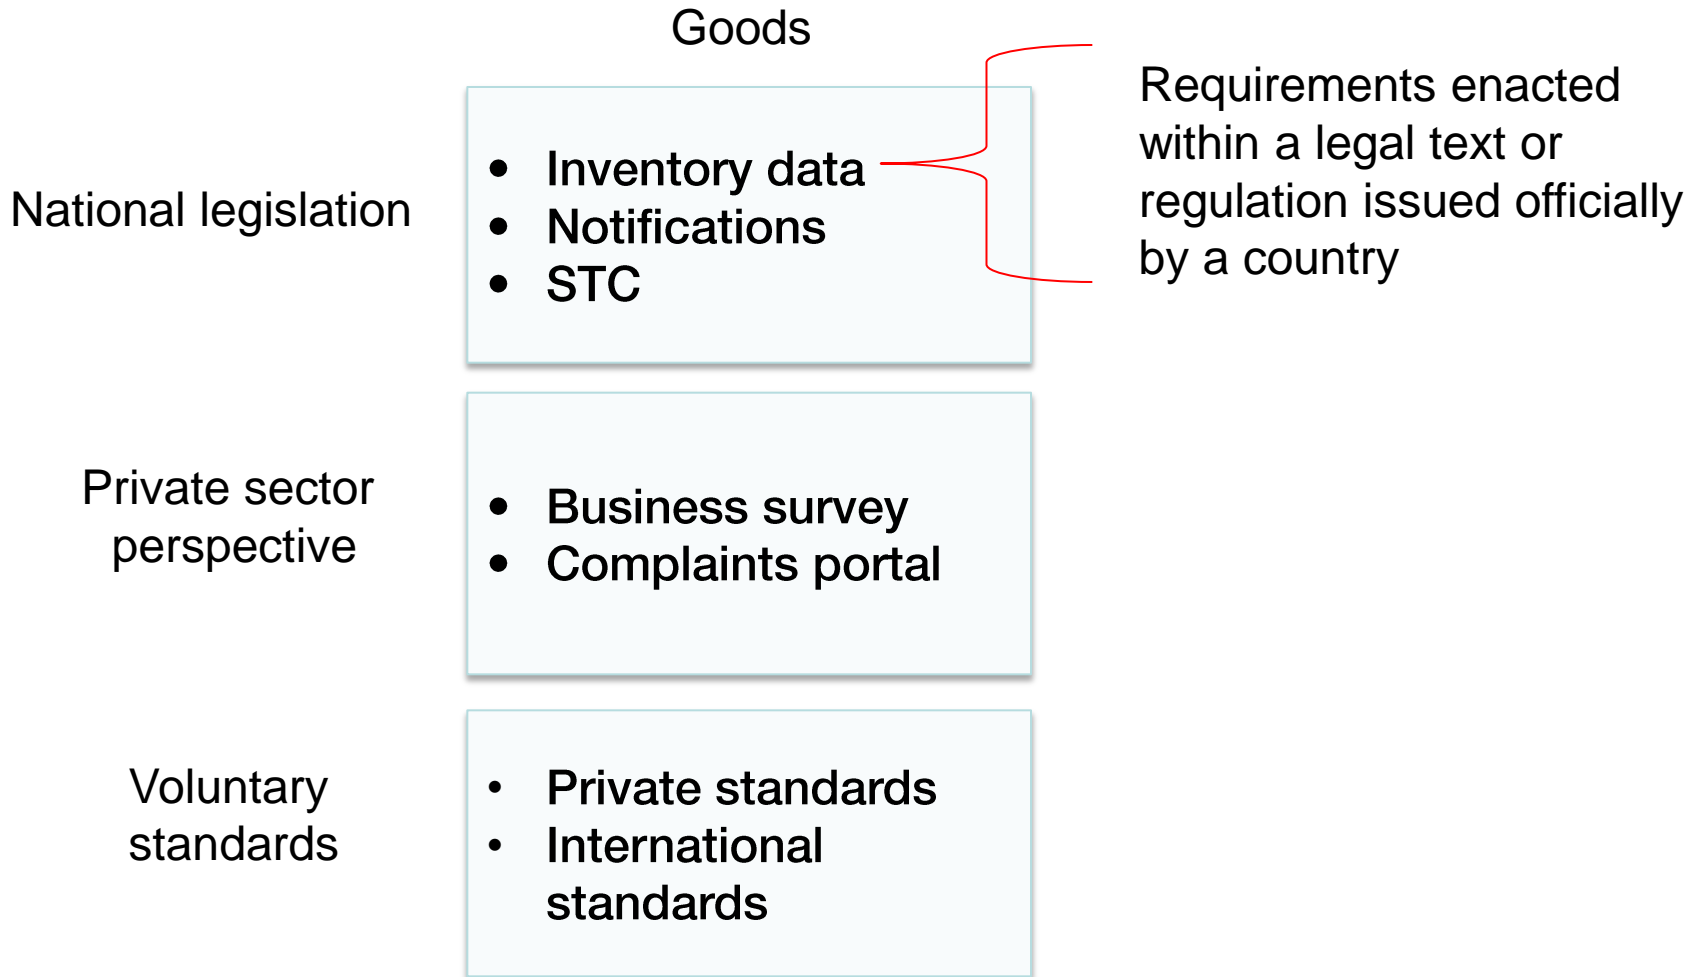 Goods
National legislation
• Inventory data
• Notifications
• STC
Requirements enacted
within a legal text or
regulation issued officially
by a country
Private sector
perspective
• Business survey
• Complaints portal
Voluntary
standards
• Private standards
• International
standards